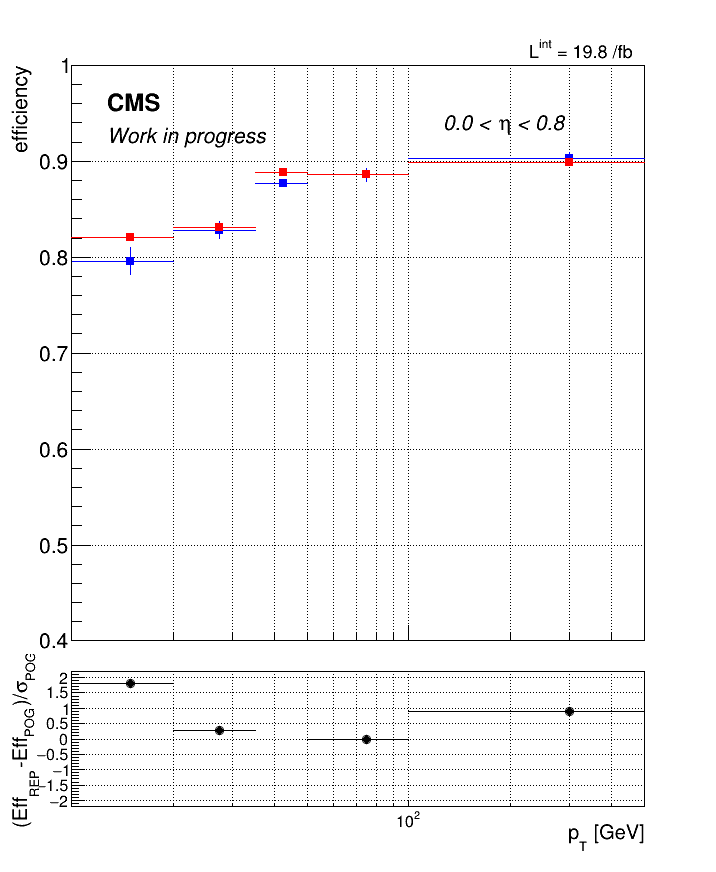 L^int = 19.8 /fb
1
efficiency
CMS
0.0 < η < 0.8
Work in progress
0.9
0.8
0.7
0.6
0.5
0.4
(Eff_REP -Eff_POG)/σ_POG
2
1.5
1
0.5
0
−0.5
−1
−1.5
−2
10^2
p_T [GeV]